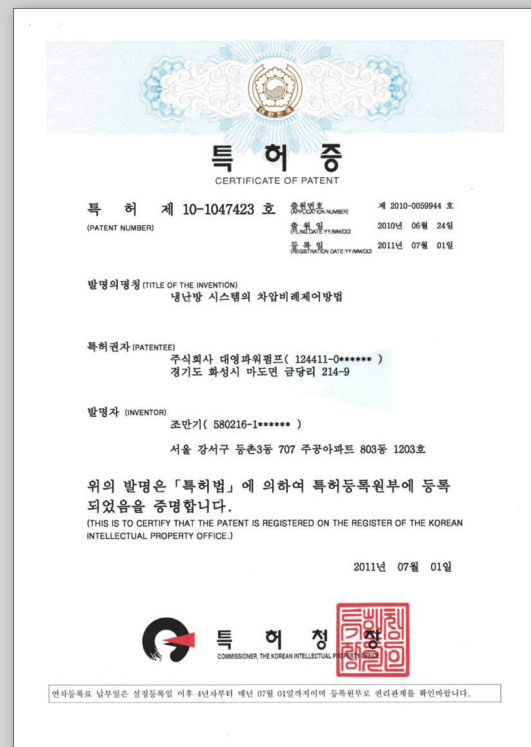 대한민국
특 허 증
CERTIFICATE OF PATENT
특 허 제 10-1047423 호
(PATENT NUMBER)
출원번호 제 2010-0059944 호
(APPLICATION NUMBER)
출 원 일 2010년 06월 24일
(FILING DATE:YY/MM/DD)
등 록 일 2011년 07월 01일
(REGISTRATION DATE:YY/MM/DD)
발명의명칭 (TITLE OF THE INVENTION)
냉난방 시스템의 차압비례제어방법
특허권자 (PATENTEE)
주식회사 대영파워펌프( 124411-0****** )
경기도 화성시 마도면 금당리 214-9
발명자 (INVENTOR)
조만기( 580216-1****** )
서울 강서구 등촌3동 707 주공아파트 803동 1203호
위의 발명은 「특허법」에 의하여 특허등록원부에 등록
되었음을 증명합니다.
(THIS IS TO CERTIFY THAT THE PATENT IS REGISTERED ON THE REGISTER OF THE KOREAN
INTELLECTUAL PROPERTY OFFICE.)
2011년 07월 01일
특 허 청 장
COMMISSIONER, THE KOREAN INTELLECTUAL PROPERTY OFFICE
연차등록료 납부일은 설정등록일 이후 4년차부터 매년 07월 01일까지이며 등록원부로 권리관계를 확인바랍니다.